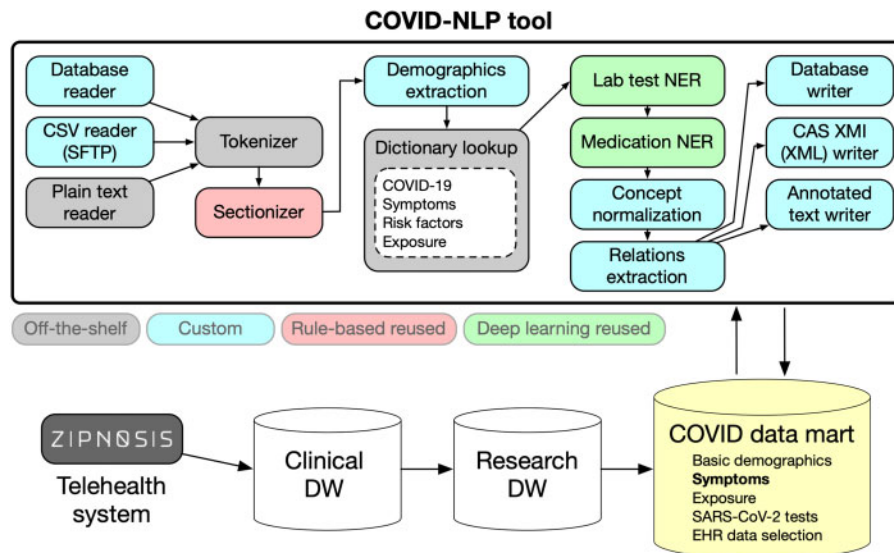 COVID-NLP tool
Database
reader
CSV reader
(SFTP)
Plain text
reader
Tokenizer
Sectionizer
Demographics
extraction
Dictionary lookup
COVID-19
Symptoms
Risk factors
Exposure
Lab test NER
Medication NER
Concept
normalization
Relations
extraction
Database
writer
CAS XMI
(XML) writer
Annotated
text writer
Off-the-shelf
Custom
Rule-based reused
Deep learning reused
ZIPNOSIS
Telehealth
system
Clinical
DW
Research
DW
COVID data mart
Basic demographics
Symptoms
Exposure
SARS-CoV-2 tests
EHR data selection